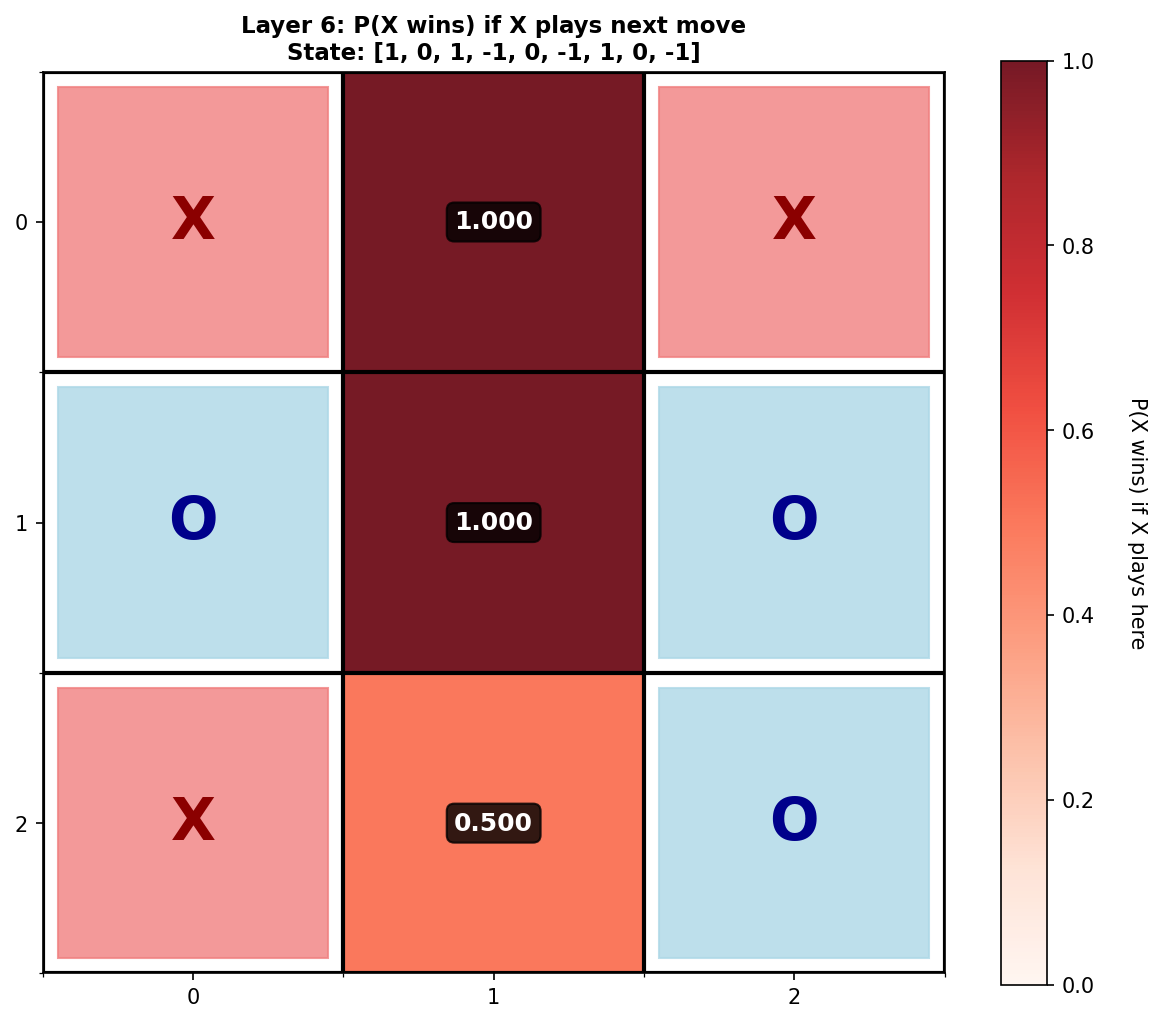 Layer 6: P(X wins) if X plays next move
State: [1, 0, 1, -1, 0, -1, 1, 0, -1]
0
X
1.000
X
1
O
1.000
O
2
X
0.500
O
0
1
2
1.0
0.8
0.6
0.4
0.2
0.0
P(X wins) if X plays here